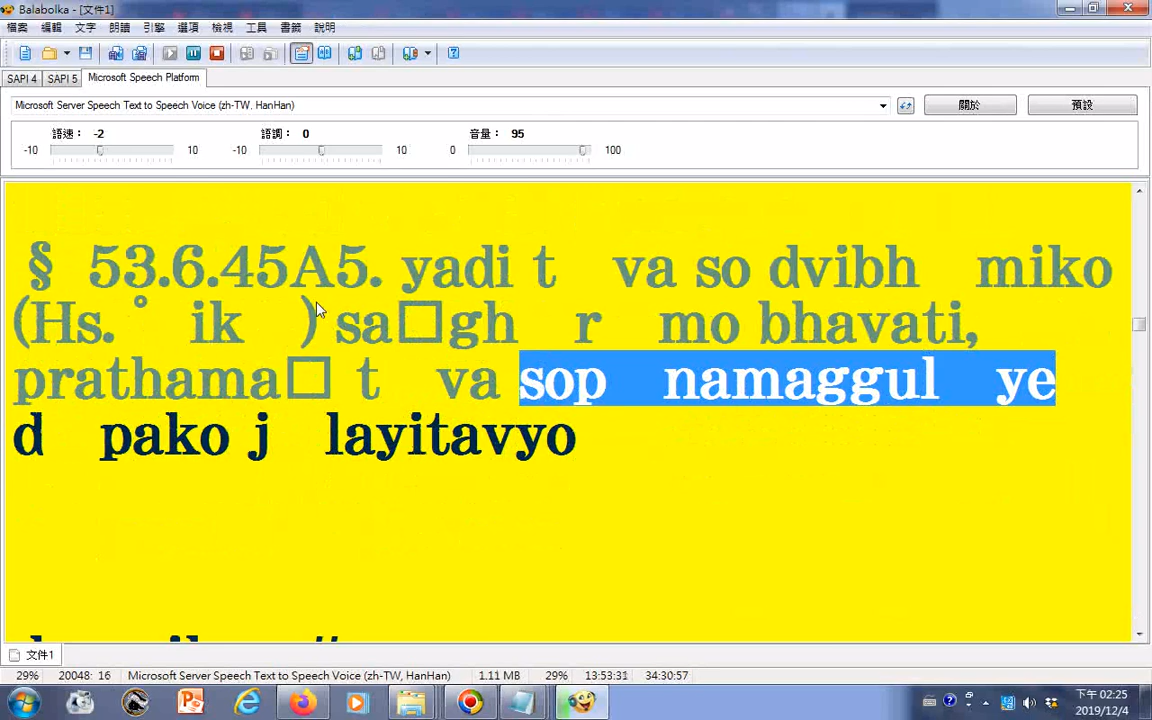 Balabolka - [文件1]
檔案 編輯 文字 朗讀 引擎 選項 檢視 工具 書籤 說明
SAPI 4 SAPI 5 Microsoft Speech Platform
Microsoft Server Speech Text to Speech Voice (zh-TW, HanHan) 關於 預設
語速： -2 語調： 0 音量： 95
-10 10 -10 10 0 100
§ 53.6.45A5. yadi t va so dvibh miko
(Hs. ° ik ) sa□gh r mo bhavati,
prathama□ t va sop namaggul ye
d pako j layitavyo
文件1
29% 20048: 16 Microsoft Server Speech Text to Speech Voice (zh-TW, HanHan) 1.11 MB 29% 13:53:31 34:30:57
下午 02:25
2019/12/4